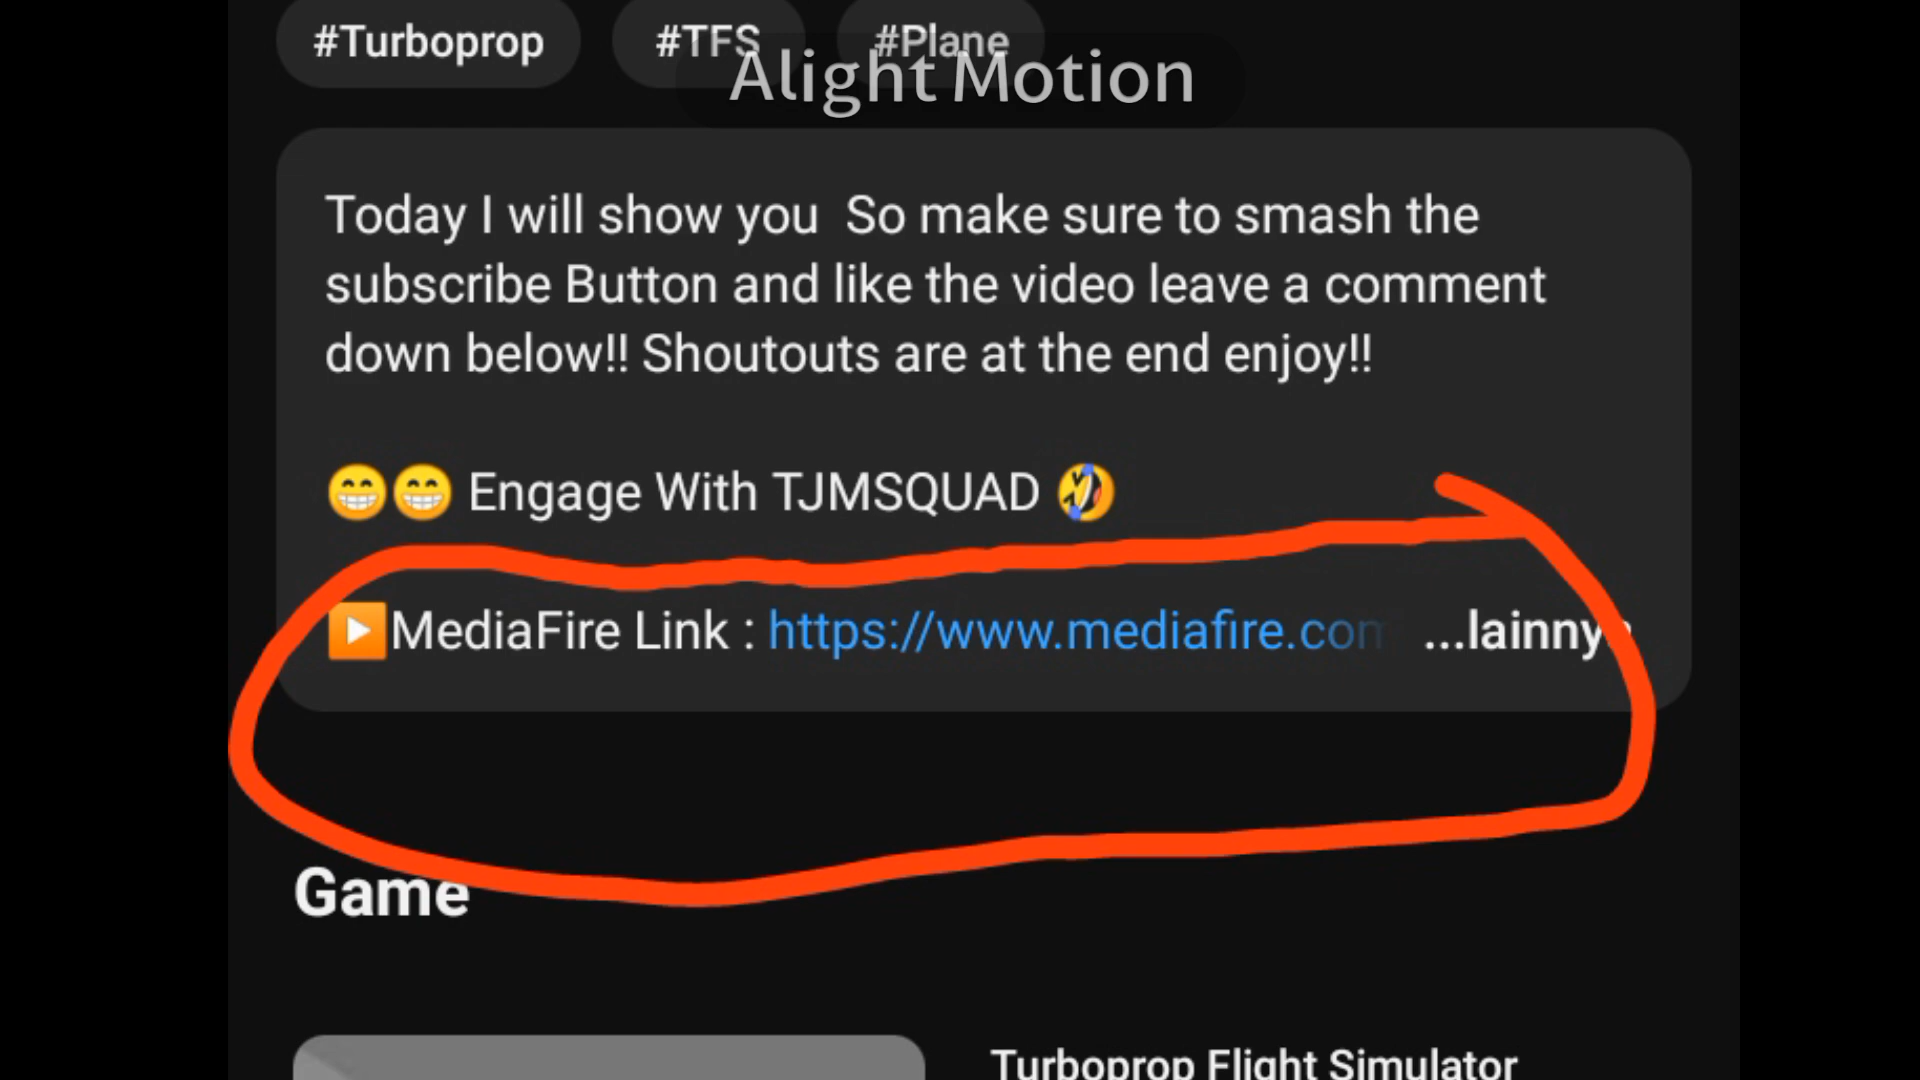 #Turboprop #TFS #Plane
Alight Motion
Today I will show you  So make sure to smash the
subscribe Button and like the video leave a comment
down below!! Shoutouts are at the end enjoy!!
😁😁 Engage With TJMSQUAD 🤣
▶️MediaFire Link : https://www.mediafire.com ...lainnya
Game
Turboprop Flight Simulator